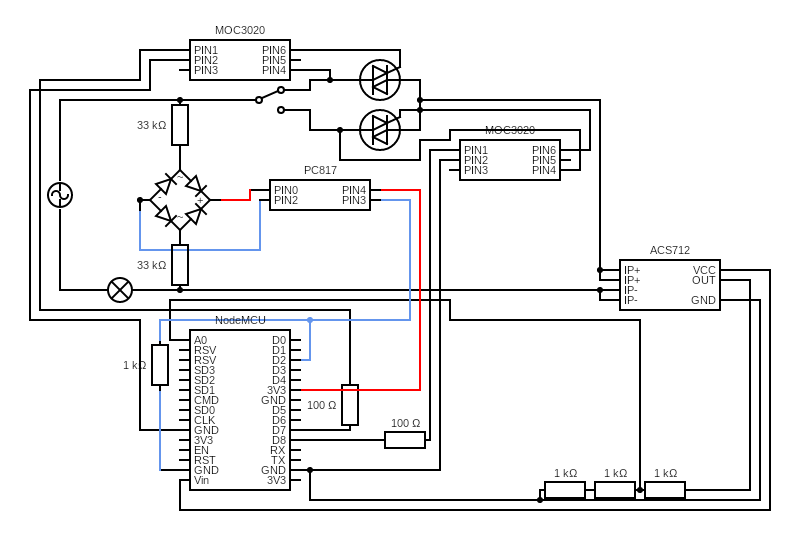 MOC3020
PIN1 PIN6
PIN2 PIN5
PIN3 PIN4
33 kΩ
MOC3020
PIN1 PIN6
PIN2 PIN5
PIN3 PIN4
PC817
PIN0 PIN4
PIN2 PIN3
~
- +
~
33 kΩ
ACS712
IP+ VCC
IP+ OUT
IP-
IP- GND
NodeMCU
A0 D0
RSV D1
RSV D2
SD3 D3
SD2 D4
SD1 3V3
CMD GND
SD0 D5
CLK D6
GND D7
3V3 D8
EN RX
RST TX
GND GND
Vin 3V3
1 kΩ
100 Ω
100 Ω
1 kΩ 1 kΩ 1 kΩ